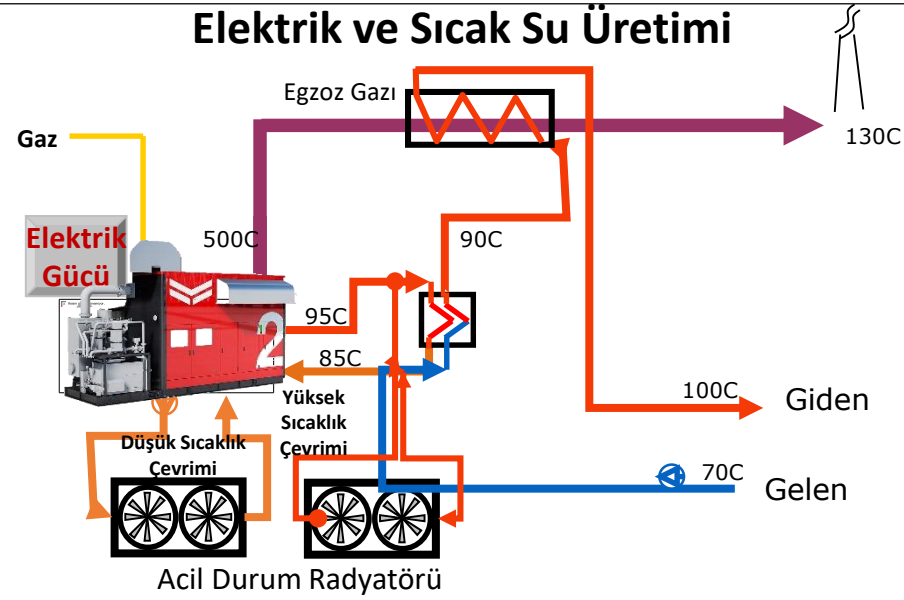 Elektrik ve Sıcak Su Üretimi
Egzoz Gazı
Gaz
130C
Elektrik
Gücü
500C
90C
95C
2
85C
100C
Giden
Yüksek
Sıcaklık
Çevrimi
Düşük Sıcaklık
Çevrimi
70C
Gelen
Acil Durum Radyatörü